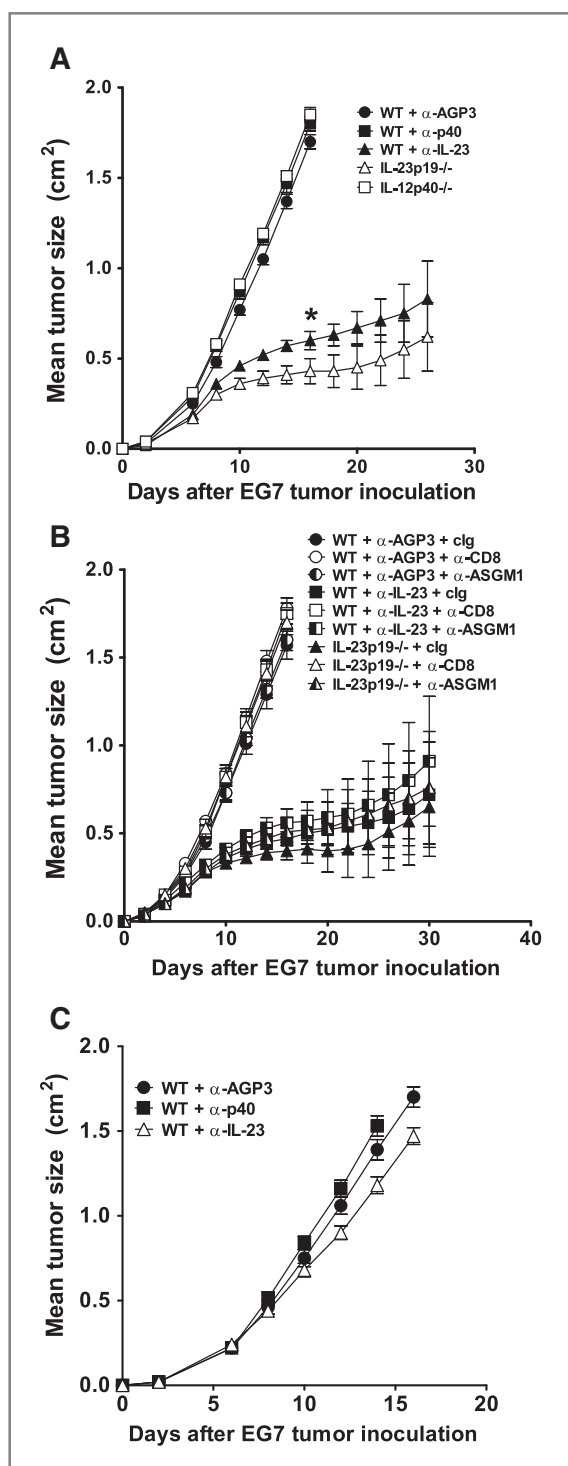 A
2.0
1.5
1.0
0.5
0.0
0
10
20
30
Mean tumor size (cm²)
Days after EG7 tumor inoculation
WT + α-AGP3
WT + α-p40
WT + α-IL-23
IL-23p19-/-
IL-12p40-/-
*
B
2.0
1.5
1.0
0.5
0.0
0
10
20
30
40
Mean tumor size (cm²)
Days after EG7 tumor inoculation
WT + α-AGP3 + cIg
WT + α-AGP3 + α-CD8
WT + α-AGP3 + α-ASGM1
WT + α-IL-23 + cIg
WT + α-IL-23 + α-CD8
WT + α-IL-23 + α-ASGM1
IL-23p19-/- + cIg
IL-23p19-/- + α-CD8
IL-23p19-/- + α-ASGM1
C
2.0
1.5
1.0
0.5
0.0
0
5
10
15
20
Mean tumor size (cm²)
Days after EG7 tumor inoculation
WT + α-AGP3
WT + α-p40
WT + α-IL-23